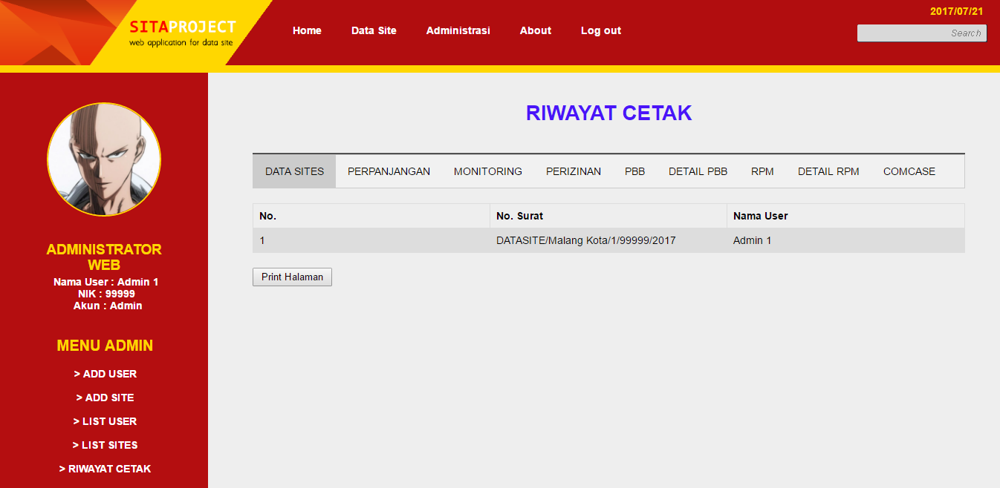 SITAPROJECT
web application for data site
Home Data Site Administrasi About Log out
2017/07/21
Search
ADMINISTRATOR
WEB
Nama User : Admin 1
NIK : 99999
Akun : Admin
MENU ADMIN
> ADD USER
> ADD SITE
> LIST USER
> LIST SITES
> RIWAYAT CETAK
RIWAYAT CETAK
DATA SITES PERPANJANGAN MONITORING PERIZINAN PBB DETAIL PBB RPM DETAIL RPM COMCASE
No. No. Surat Nama User
1 DATASITE/Malang Kota/1/99999/2017 Admin 1
Print Halaman